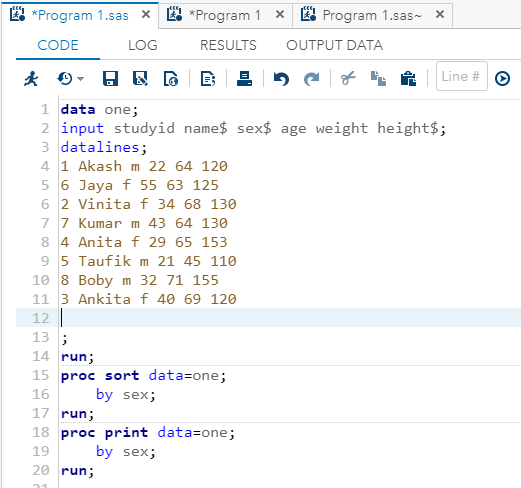 *Program 1.sas × *Program 1 × Program 1.sas~ ×
CODE LOG RESULTS OUTPUT DATA
Line #
1 data one;
2 input studyid name$ sex$ age weight height$;
3 datalines;
4 1 Akash m 22 64 120
5 6 Jaya f 55 63 125
6 2 Vinita f 34 68 130
7 7 Kumar m 43 64 130
8 4 Anita f 29 65 153
9 5 Taufik m 21 45 110
10 8 Boby m 32 71 155
11 3 Ankita f 40 69 120
12
13 ;
14 run;
15 proc sort data=one;
16 by sex;
17 run;
18 proc print data=one;
19 by sex;
20 run;